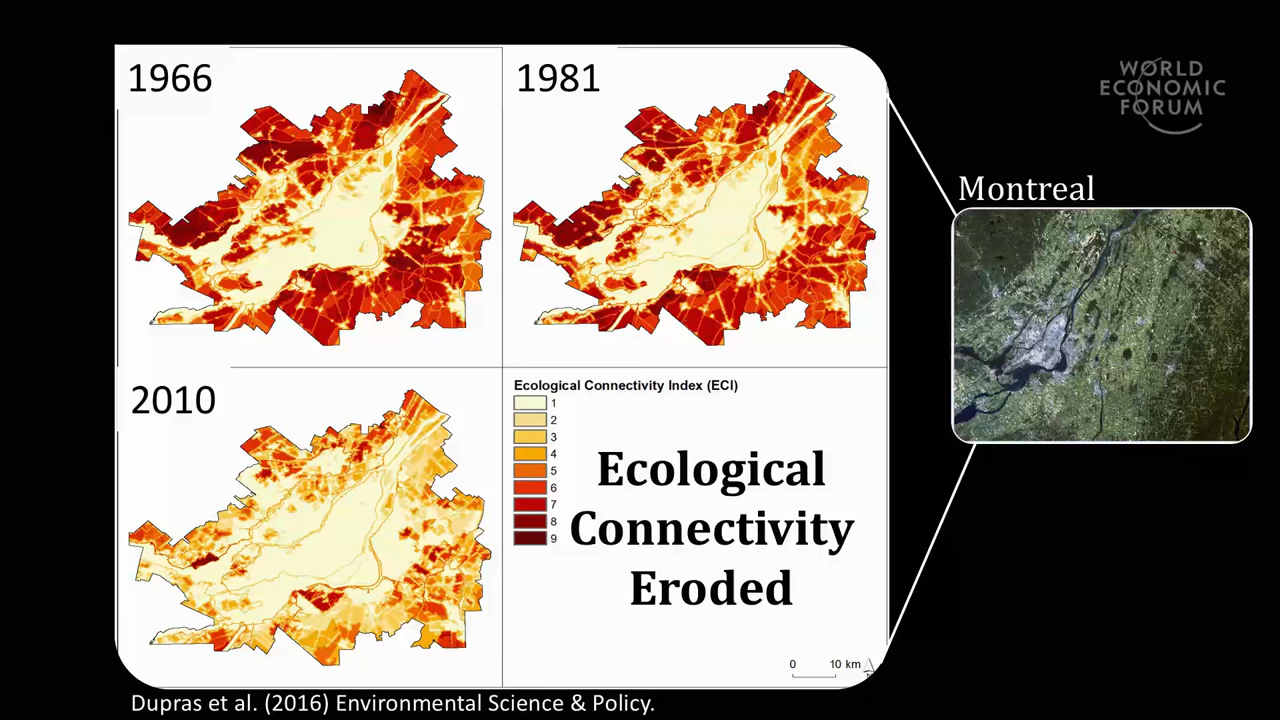 1966
1981
WORLD
ECONOMIC
FORUM
Montreal
2010
Ecological Connectivity Index (ECI)
1
2
3
4
5
6
7
8
9
Ecological
Connectivity
Eroded
0 10 km
Dupras et al. (2016) Environmental Science & Policy.